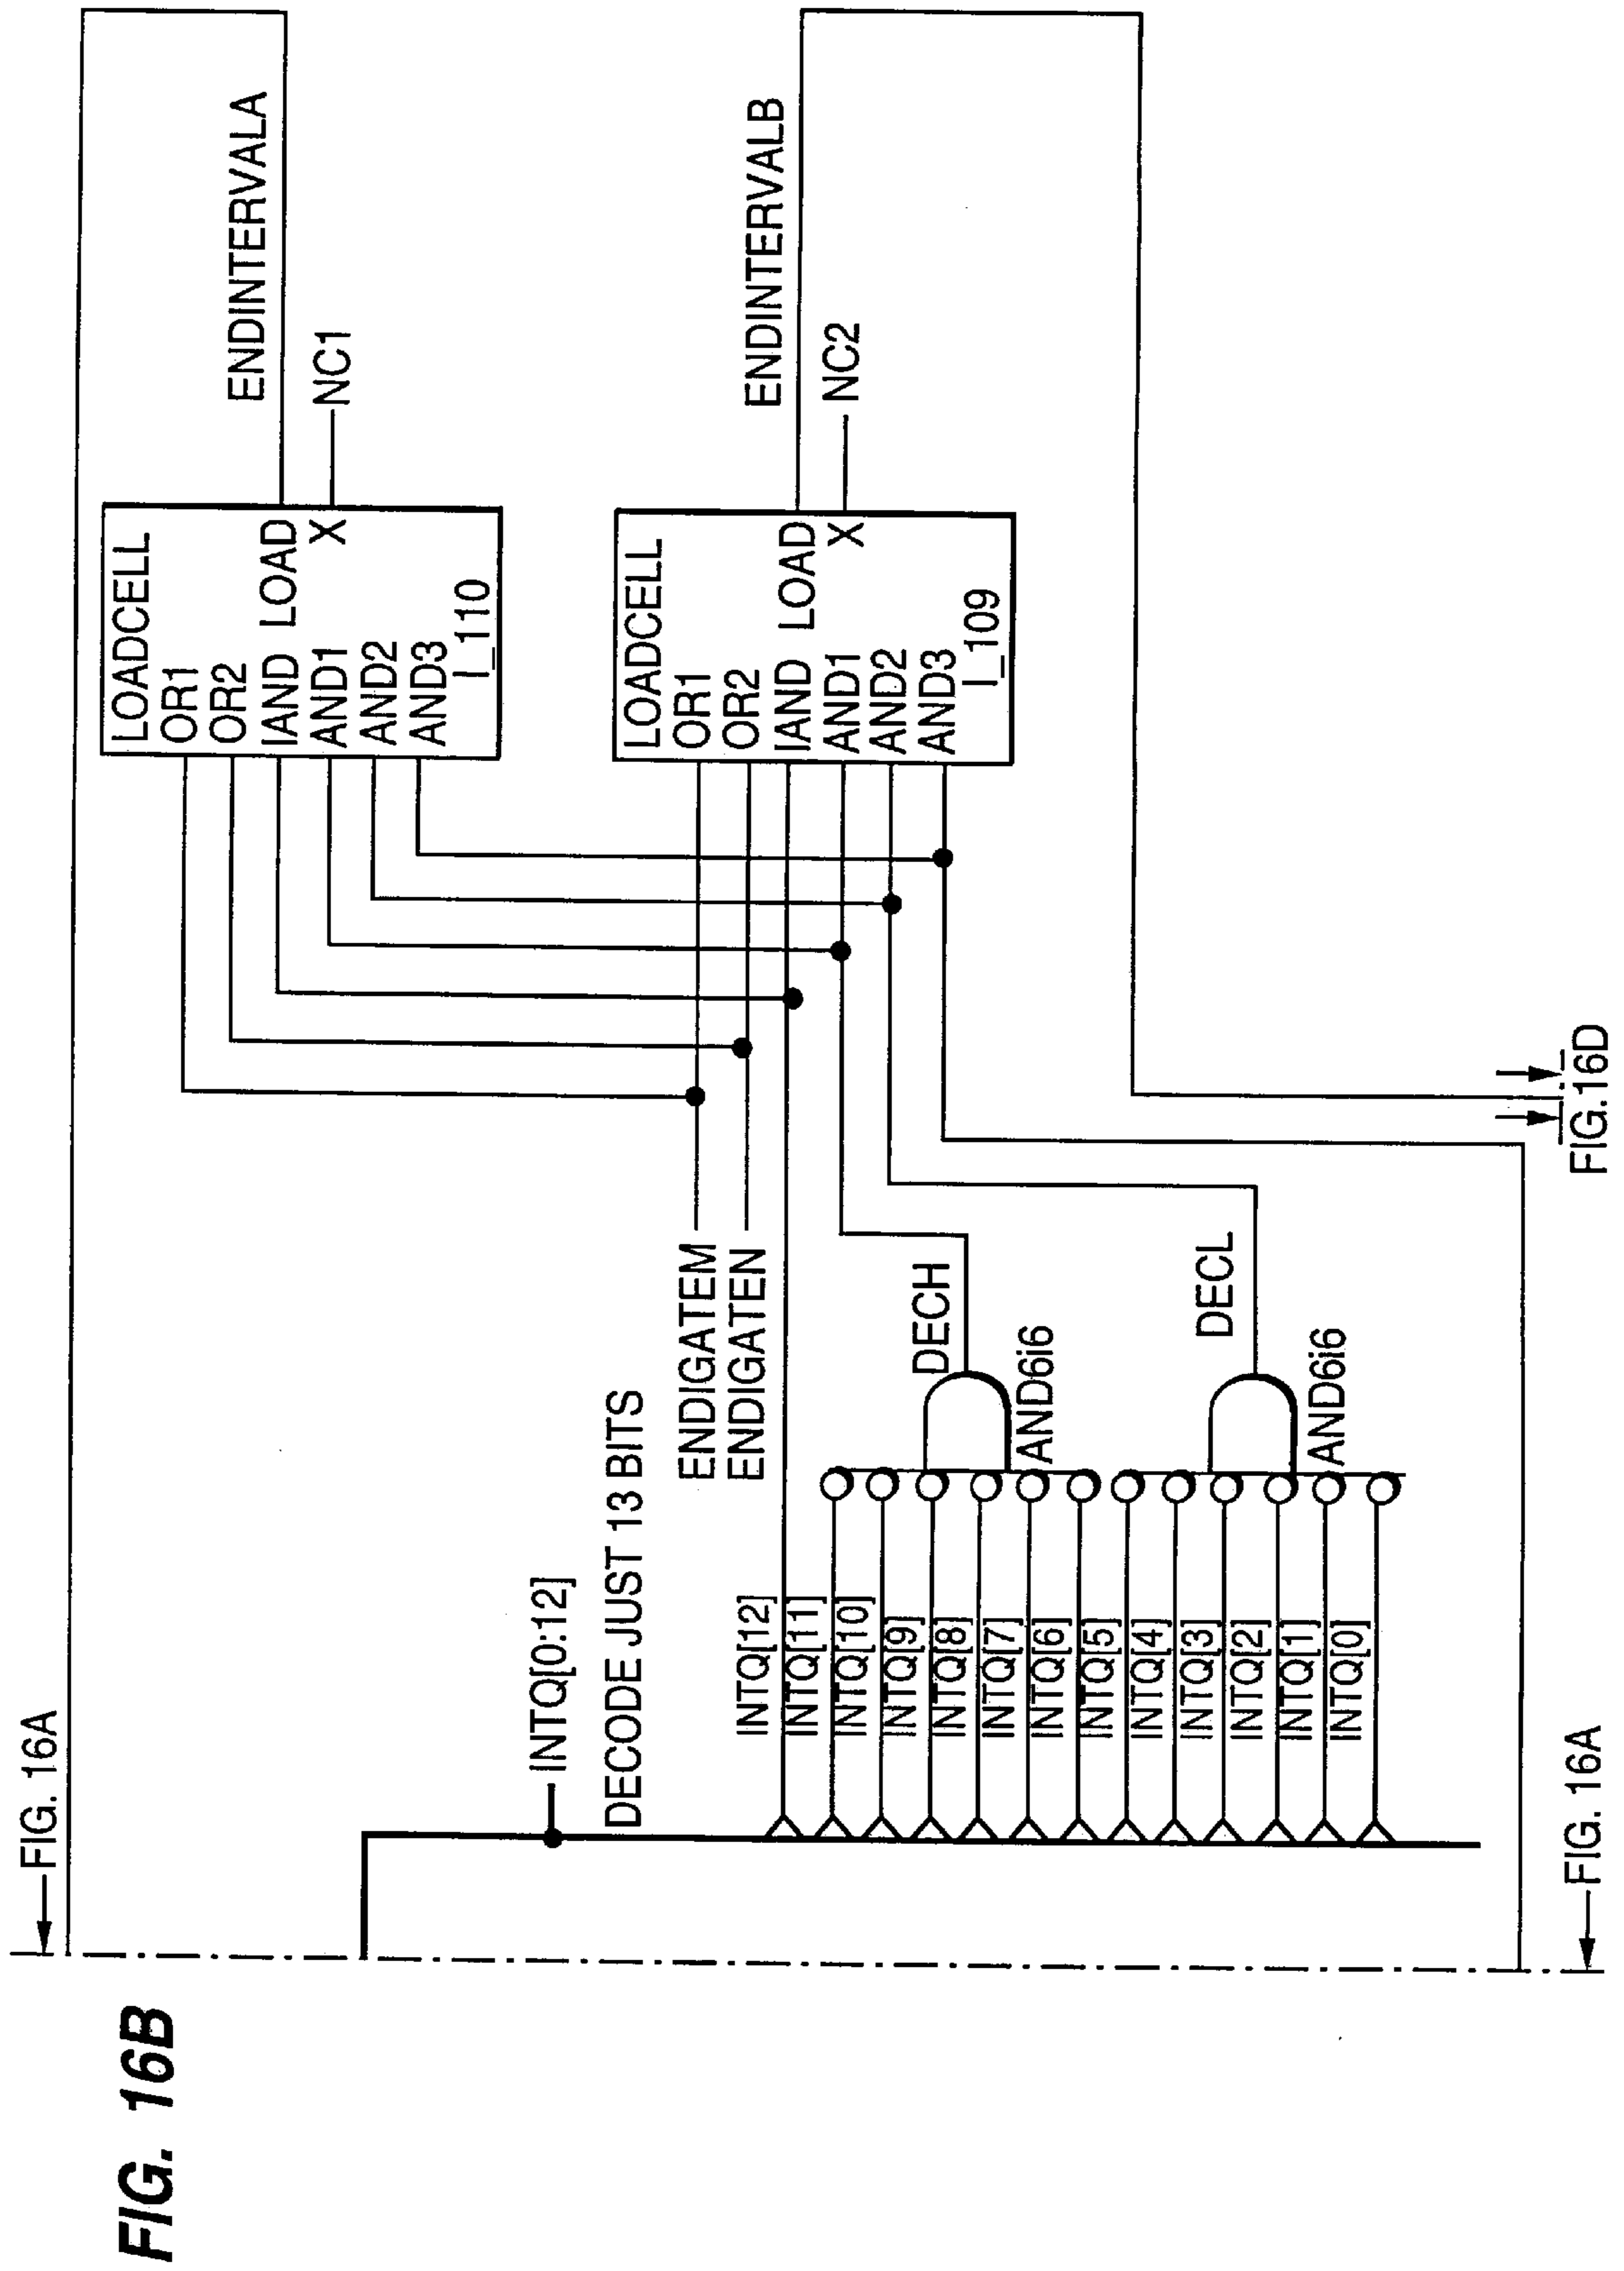 FIG. 16B
FIG. 16A
ENDINTERVALA
LOADCELL
OR1
OR2
IAND LOAD
AND1 X
AND2
AND3
I_110
NC1
INTQ[0:12]
DECODE JUST 13 BITS
ENDIGATEM
ENDIGATEN
ENDINTERVALB
LOADCELL
OR1
OR2
IAND LOAD
AND1 X
AND2
AND3
I_109
NC2
INTQ[12]
INTQ[11]
INTQ[10]
INTQ[9]
INTQ[8]
INTQ[7]
INTQ[6]
INTQ[5]
INTQ[4]
INTQ[3]
INTQ[2]
INTQ[1]
INTQ[0]
DECH
AND6i6
DECL
AND6i6
FIG. 16A
FIG.16D